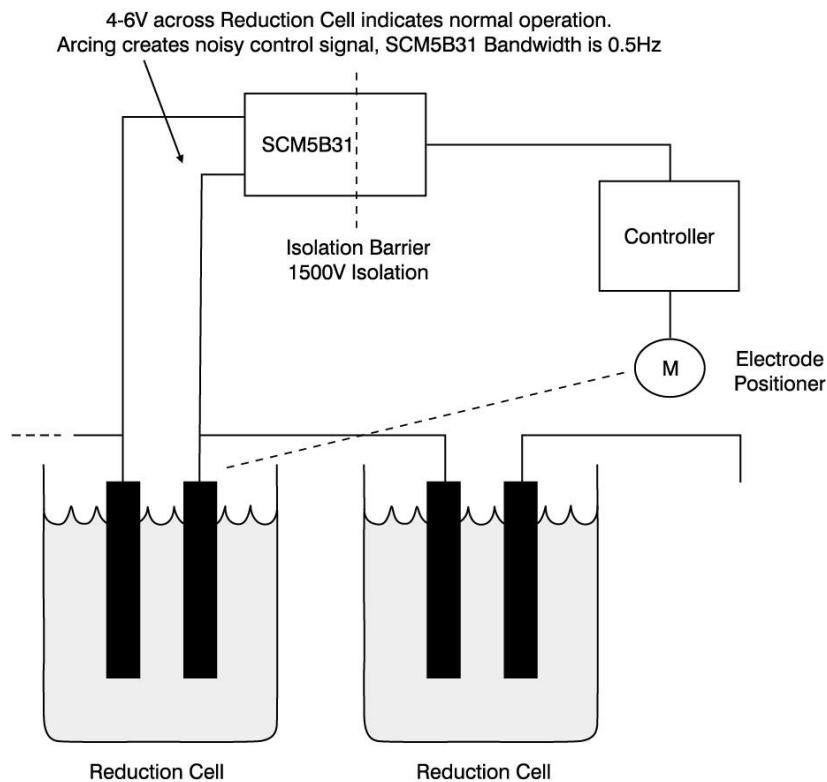 4-6V across Reduction Cell indicates normal operation.
Arcing creates noisy control signal, SCM5B31 Bandwidth is 0.5Hz
SCM5B31
Isolation Barrier
1500V Isolation
Controller
M
Electrode
Positioner
Reduction Cell
Reduction Cell